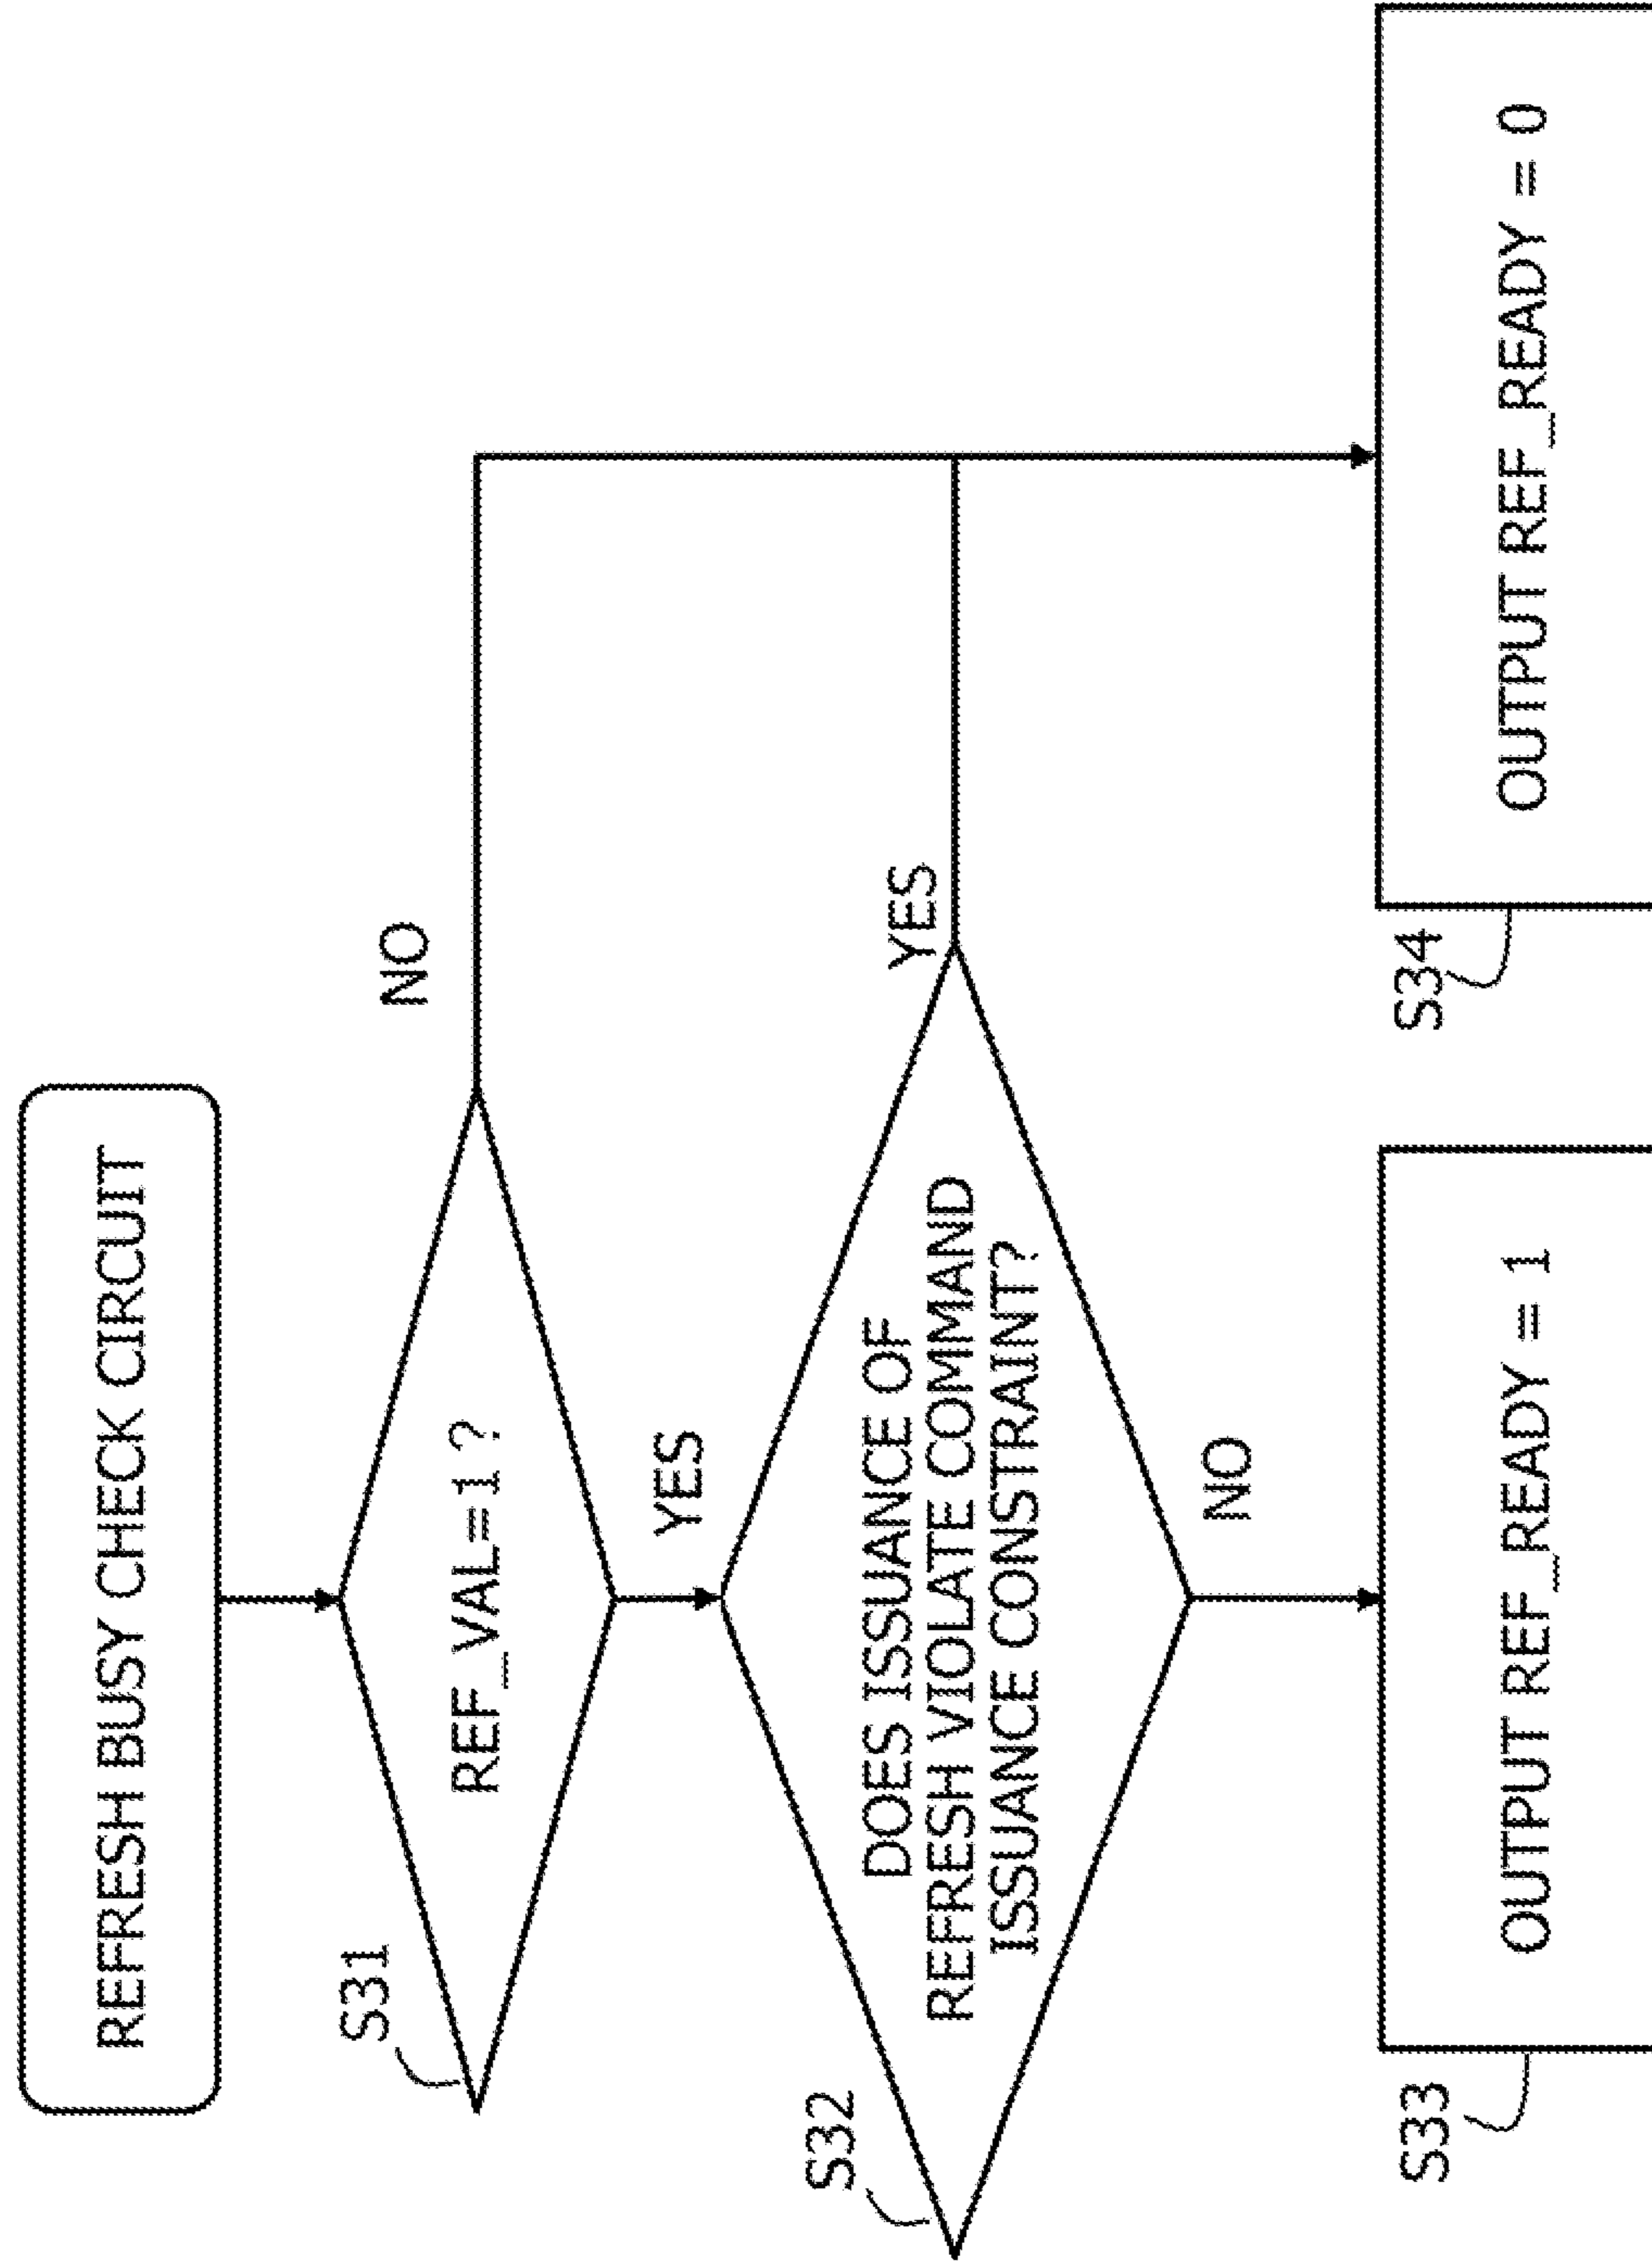 REFRESH BUSY CHECK CIRCUIT
S31
REF_VAL=1 ?
NO
YES
S32
DOES ISSUANCE OF
REFRESH VIOLATE COMMAND
ISSUANCE CONSTRAINT?
YES
NO
S33
OUTPUT REF_READY = 1
S34
OUTPUT REF_READY = 0